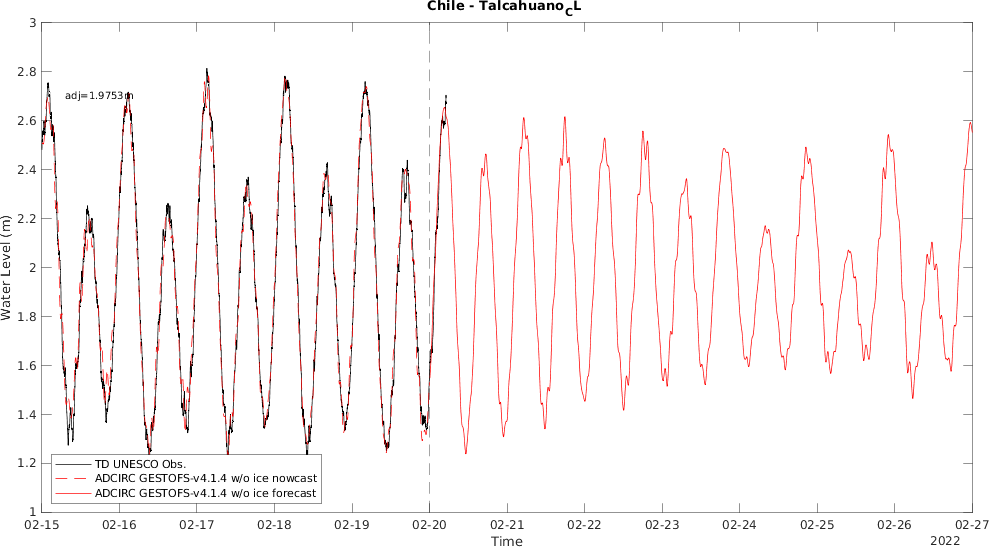 Chile - Talcahuano_CL
adj=1.9753m
Water Level (m)
3
2.8
2.6
2.4
2.2
2
1.8
1.6
1.4
1.2
1
TD UNESCO Obs.
ADCIRC GESTOFS-v4.1.4 w/o ice nowcast
ADCIRC GESTOFS-v4.1.4 w/o ice forecast
02-15 02-16 02-17 02-18 02-19 02-20 02-21 02-22 02-23 02-24 02-25 02-26 02-27
Time
2022